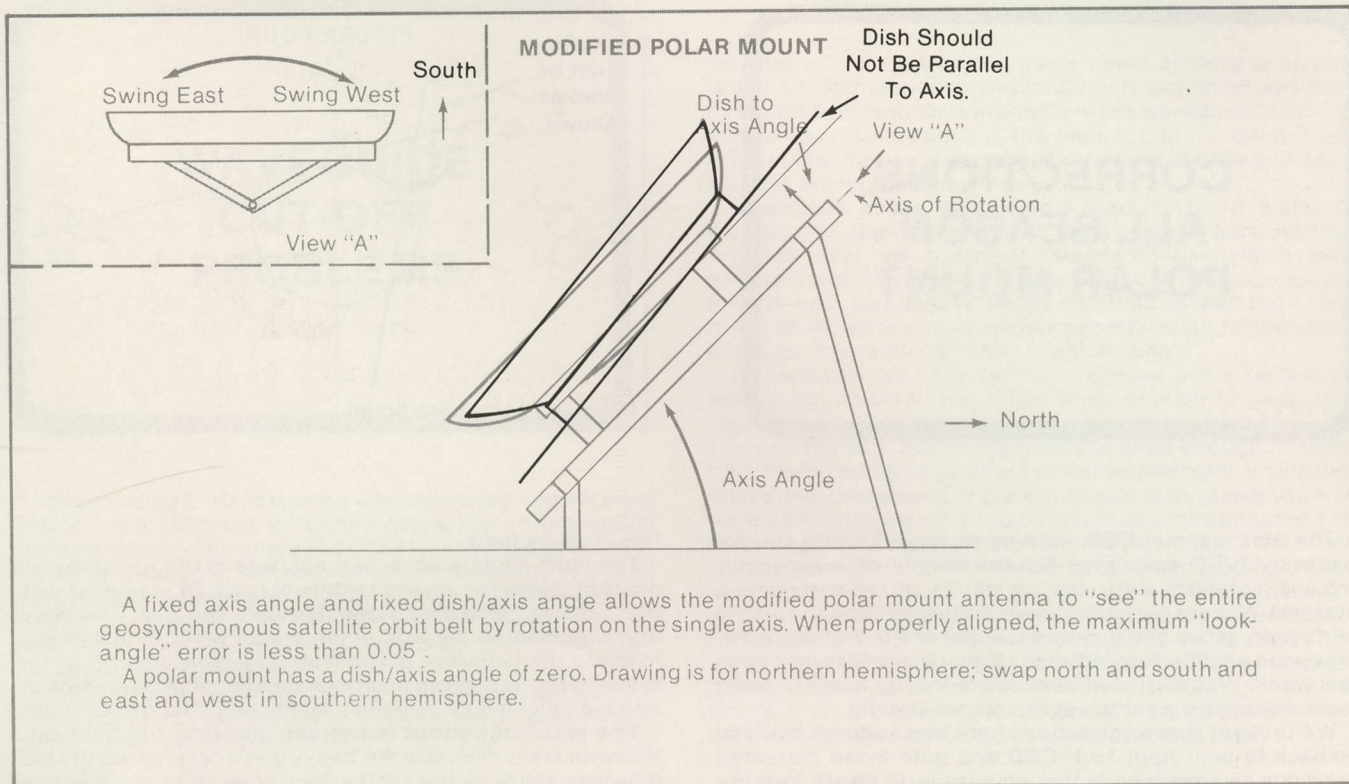 MODIFIED POLAR MOUNT
Dish Should
Not Be Parallel
To Axis.
South
Swing East Swing West
View "A"
Dish to
Axis Angle
View "A"
Axis of Rotation
North
Axis Angle
A fixed axis angle and fixed dish/axis angle allows the modified polar mount antenna to "see" the entire
geosynchronous satellite orbit belt by rotation on the single axis. When properly aligned, the maximum "look-
angle" error is less than 0.05 .
A polar mount has a dish/axis angle of zero. Drawing is for northern hemisphere; swap north and south and
east and west in southern hemisphere.